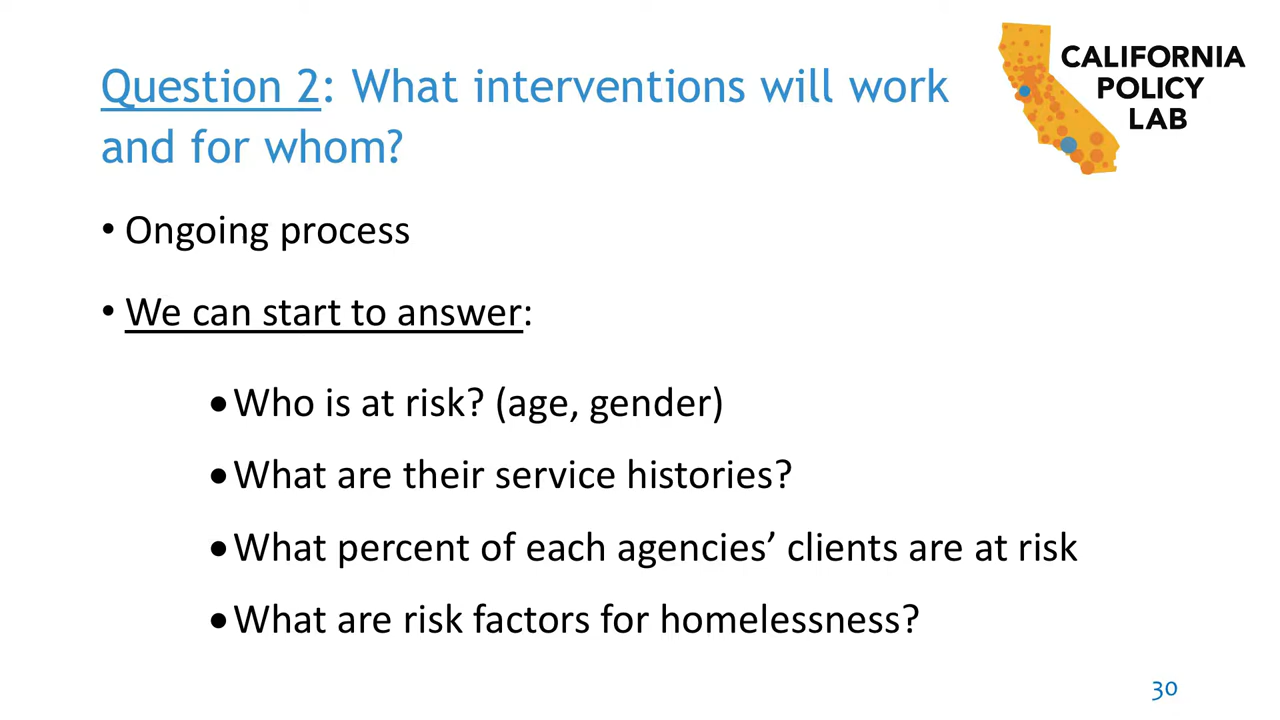 Question 2: What interventions will work
and for whom?
CALIFORNIA
POLICY
LAB
• Ongoing process
• We can start to answer:
• Who is at risk? (age, gender)
• What are their service histories?
• What percent of each agencies’ clients are at risk
• What are risk factors for homelessness?
30